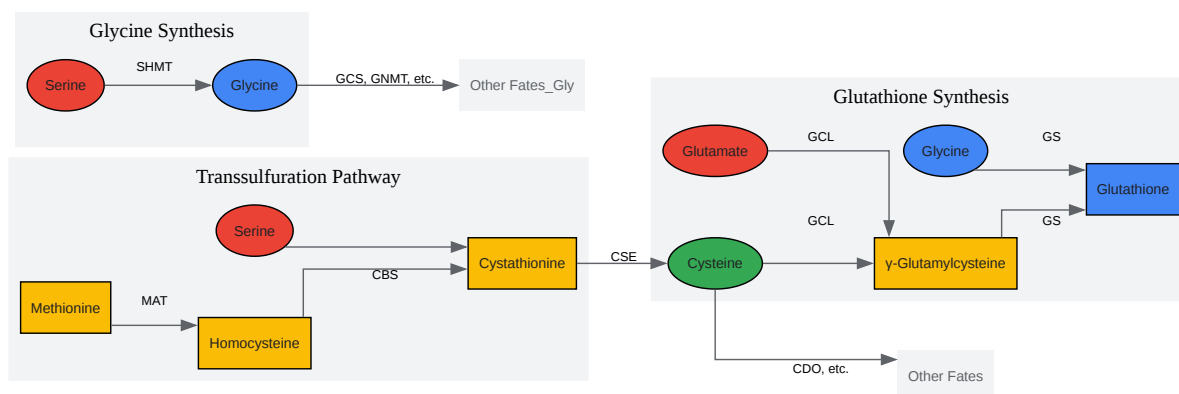 Glycine Synthesis
Serine
SHMT
Glycine
GCS, GNMT, etc.
Other Fates_Gly
Transsulfuration Pathway
Serine
Methionine
MAT
Homocysteine
CBS
Cystathionine
CSE
Glutathione Synthesis
Glutamate
GCL
Glycine
GS
Glutathione
GCL
GS
Cysteine
γ-Glutamylcysteine
CDO, etc.
Other Fates